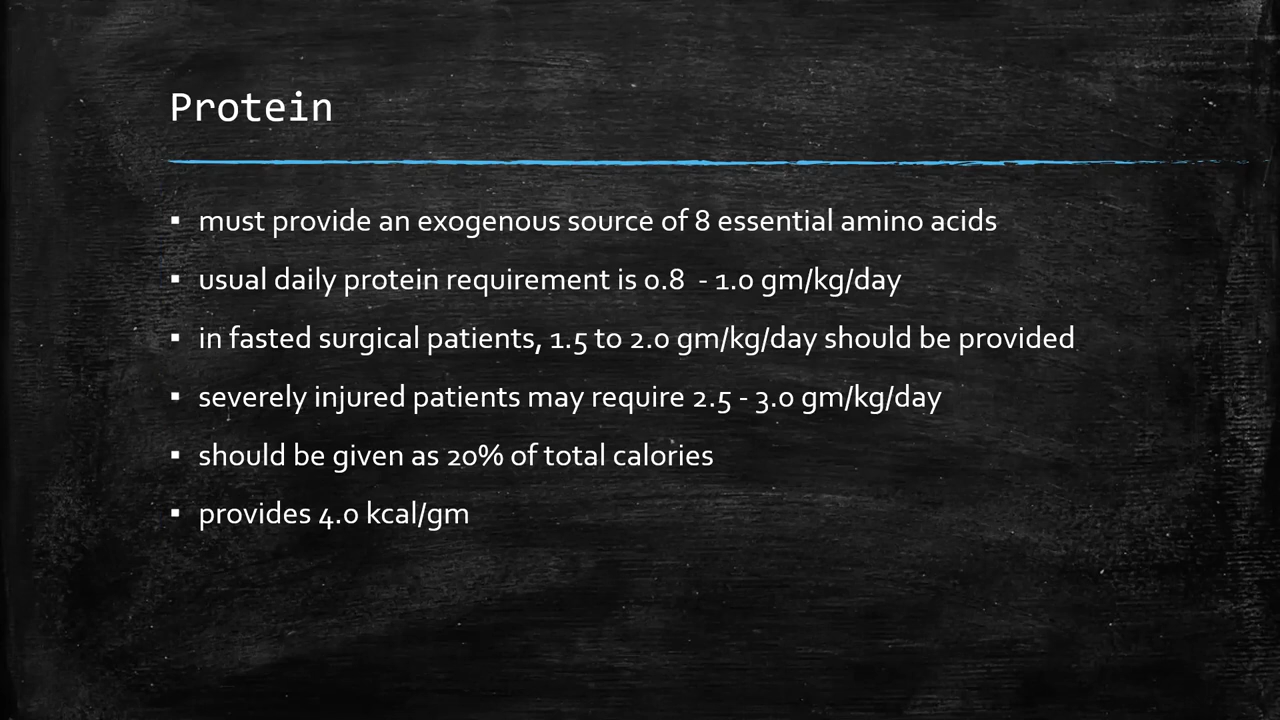 Protein
▪ must provide an exogenous source of 8 essential amino acids
▪ usual daily protein requirement is 0.8  - 1.0 gm/kg/day
▪ in fasted surgical patients, 1.5 to 2.0 gm/kg/day should be provided
▪ severely injured patients may require 2.5 - 3.0 gm/kg/day
▪ should be given as 20% of total calories
▪ provides 4.0 kcal/gm